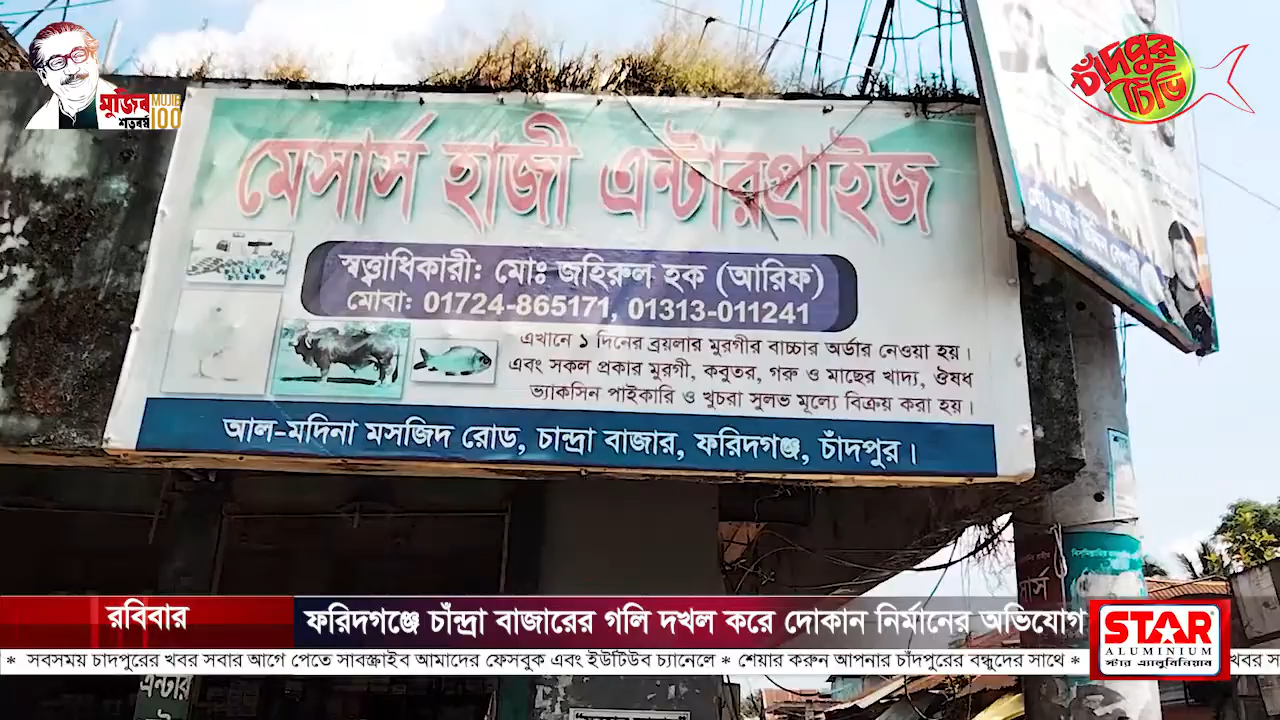 মুজিব
শতবর্ষ
MUJIB
100
চাঁদপুর
টিভি
মেসার্স হাজী এন্টারপ্রাইজ
স্বত্ত্বাধিকারী: মোঃ জহিরুল হক (আরিফ)
মোবা: 01724-865171, 01313-011241
এখানে ১ দিনের ব্রয়লার মুরগীর বাচ্চার অর্ডার নেওয়া হয়।
এবং সকল প্রকার মুরগী, কবুতর, গরু ও মাছের খাদ্য, ঔষধ
ভ্যাকসিন পাইকারি ও খুচরা সুলভ মূল্যে বিক্রয় করা হয়।
আল-মদিনা মসজিদ রোড, চান্দ্রা বাজার, ফরিদগঞ্জ, চাঁদপুর।
রবিবার
ফরিদগঞ্জে চাঁন্দ্রা বাজারের গলি দখল করে দোকান নির্মানের অভিযোগ
STAR
ALUMINIUM
স্টার এ্যালুবিনিয়াব
* সবসময় চাঁদপুরের খবর সবার আগে পেতে সাবস্ক্রাইব আমাদের ফেসবুক এবং ইউটিউব চ্যানেলে * শেয়ার করুন আপনার চাঁদপুরের বন্ধুদের সাথে *
খবর স
এন্টার